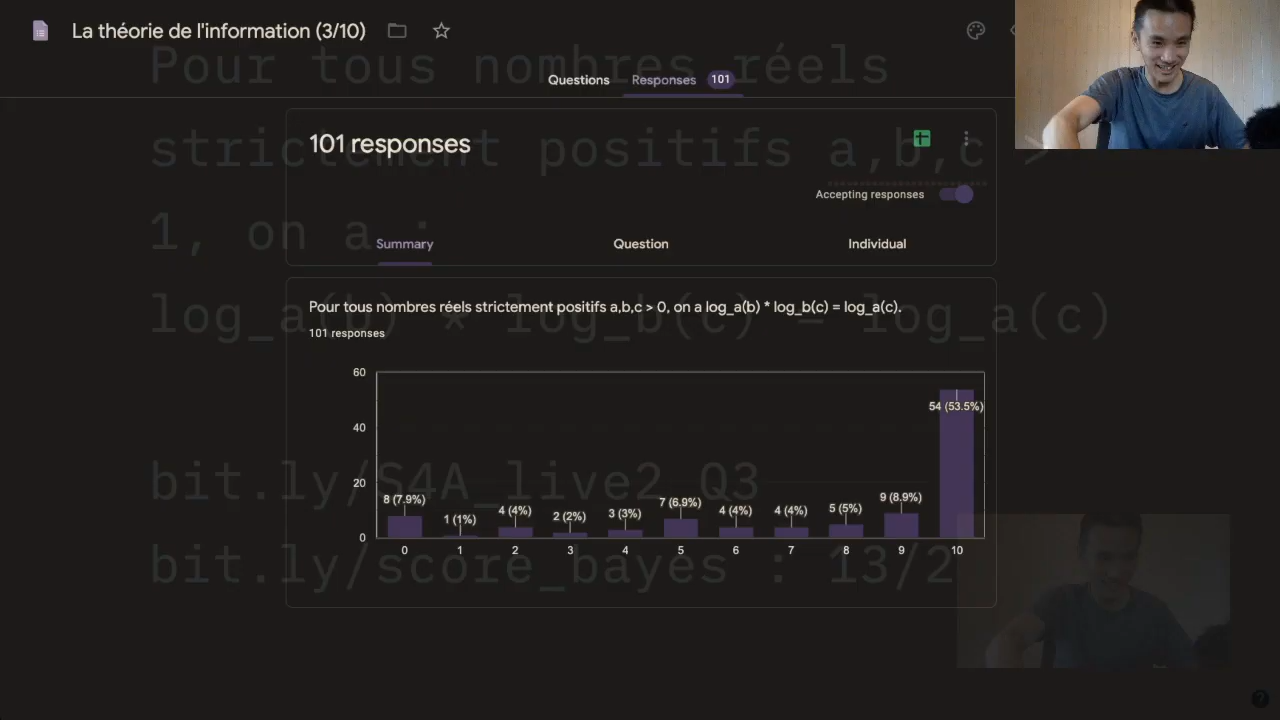 La théorie de l'information (3/10)
Questions
Responses
101
101 responses
Accepting responses
Summary
Question
Individual
Pour tous nombres réels strictement positifs a,b,c > 0, on a log_a(b) * log_b(c) = log_a(c).
101 responses
60
40
20
0
8 (7.9%)
1 (1%)
4 (4%)
2 (2%)
3 (3%)
7 (6.9%)
4 (4%)
4 (4%)
5 (5%)
9 (8.9%)
54 (53.5%)
0 1 2 3 4 5 6 7 8 9 10
Pour tous nombres réels
strictement positifs a,b,c >
1, on a :
log_a(b) * log_b(c) = log_a(c)
bit.ly/S4A_live2_Q3
bit.ly/score_bayes : 13/2